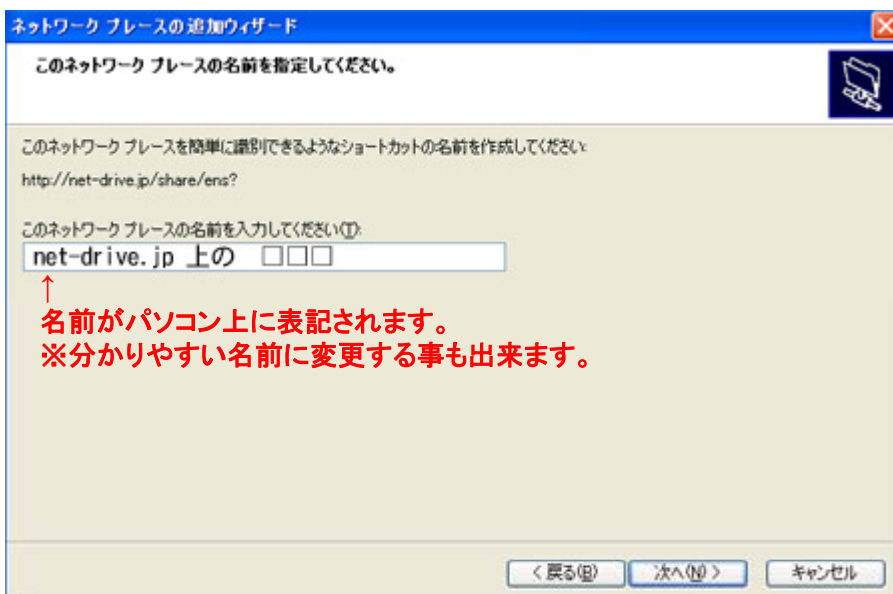 ネットワーク プレースの追加ウィザード
このネットワーク プレースの名前を指定してください。
このネットワーク プレースを簡単に識別できるようなショートカットの名前を作成してください:
http://net-drive.jp/share/ens?
このネットワーク プレースの名前を入力してください(T):
net-drive.jp 上の　□□□
↑
名前がパソコン上に表記されます。
※分かりやすい名前に変更する事も出来ます。
< 戻る(B) 次へ(N) > キャンセル